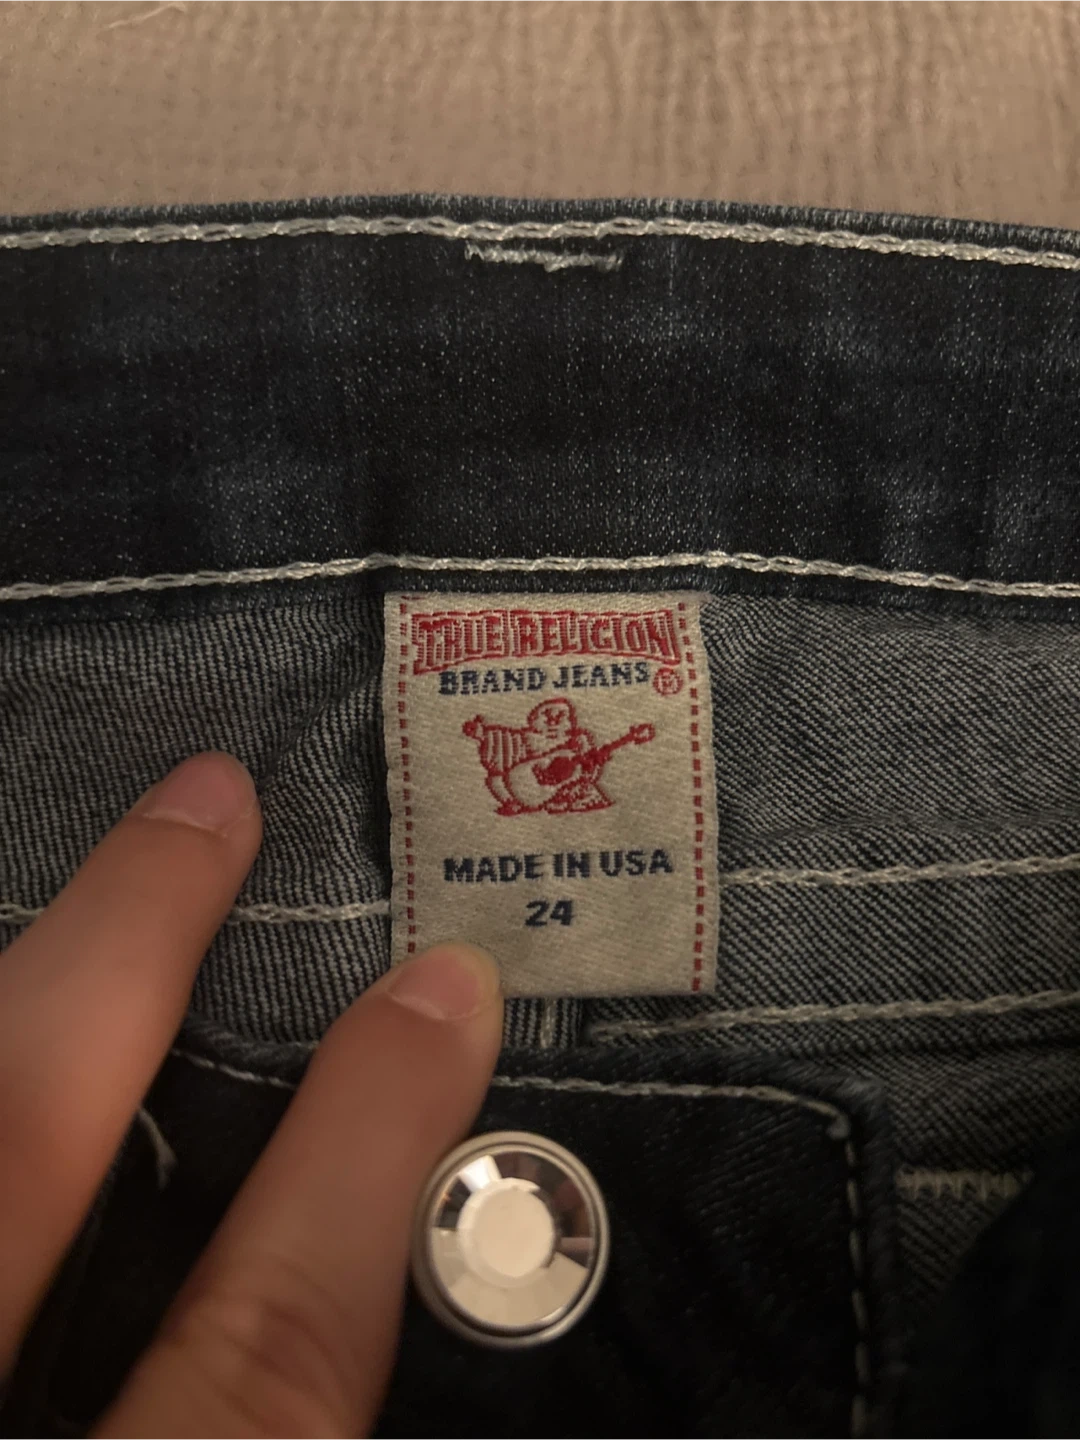 TRUE RELIGION
BRAND JEANS®
MADE IN USA
24